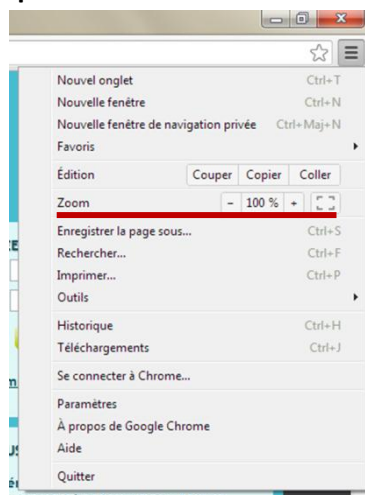 Nouvel onglet Ctrl+T
Nouvelle fenêtre Ctrl+N
Nouvelle fenêtre de navigation privée Ctrl+Maj+N
Favoris
Édition Couper Copier Coller
Zoom - 100 % +
Enregistrer la page sous... Ctrl+S
Rechercher... Ctrl+F
Imprimer... Ctrl+P
Outils
Historique Ctrl+H
Téléchargements Ctrl+J
Se connecter à Chrome...
Paramètres
À propos de Google Chrome
Aide
Quitter